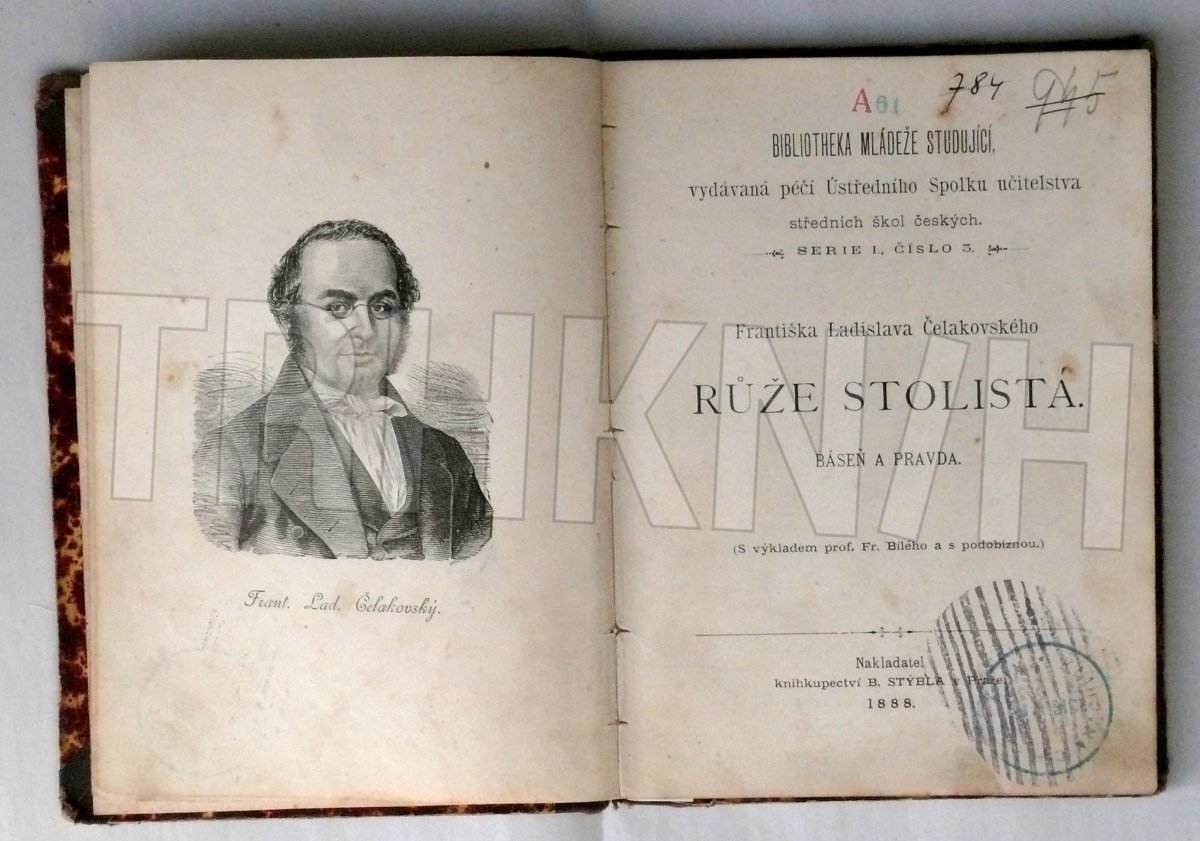 Frant. Lad. Čelakovský.
A61
784
945
BIBLIOTHEKA MLÁDEŽE STUDUJÍCÍ,
vydávaná péčí Ústředního Spolku učitelstva
středních škol českých.
SERIE I., ČÍSLO 3.
Františka Ladislava Čelakovského
RŮŽE STOLISTÁ.
BÁSEŇ A PRAVDA.
(S výkladem prof. Fr. Bílého a s podobiznou.)
Nakladatel
knihkupectví B. STÝBLA v Praze.
1888.
TRHKNIH